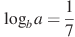 log_b a = 1/7